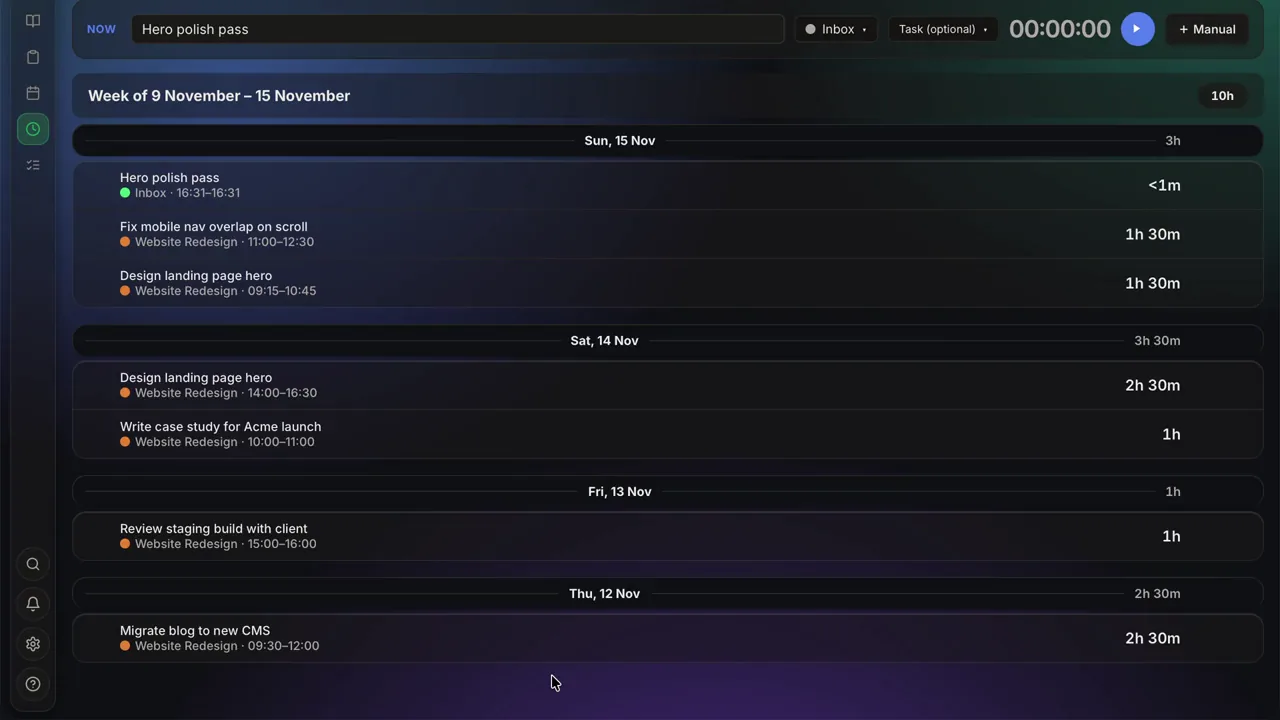 NOW
Hero polish pass
Inbox
Task (optional)
00:00:00
+ Manual
Week of 9 November – 15 November
10h
Sun, 15 Nov
3h
Hero polish pass
Inbox · 16:31–16:31
<1m
Fix mobile nav overlap on scroll
Website Redesign · 11:00–12:30
1h 30m
Design landing page hero
Website Redesign · 09:15–10:45
1h 30m
Sat, 14 Nov
3h 30m
Design landing page hero
Website Redesign · 14:00–16:30
2h 30m
Write case study for Acme launch
Website Redesign · 10:00–11:00
1h
Fri, 13 Nov
1h
Review staging build with client
Website Redesign · 15:00–16:00
1h
Thu, 12 Nov
2h 30m
Migrate blog to new CMS
Website Redesign · 09:30–12:00
2h 30m